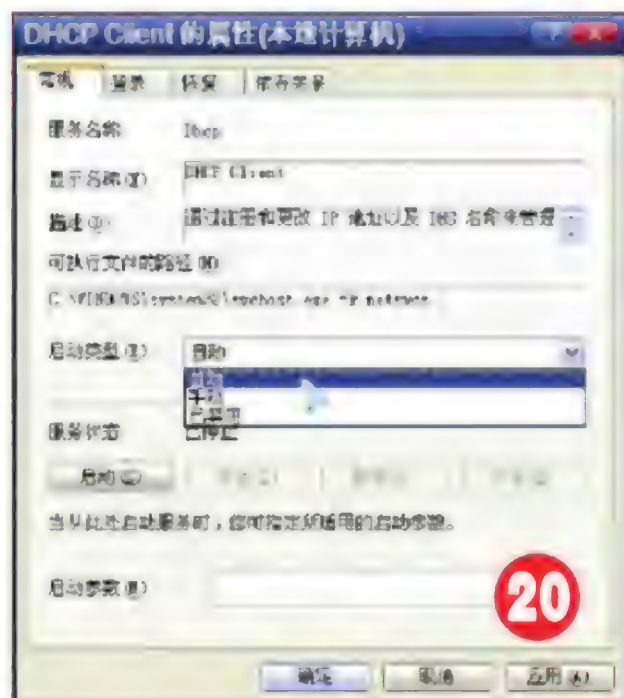 DHCP Client 的属性(本地计算机)
常规 登录 恢复 依存关系
服务名称 Dhcp
显示名称(N) DHCP Client
描述(D) 通过注册和更改 IP 地址以及 DNS 名称来管理
可执行文件的路径(H)
启动类型(E) 自动
自动
手动
已禁用
服务状态 已停止
启动(S)
当从此处启动服务时,您可指定所适用的启动参数。
启动参数(M)
20
确定 取消 应用(A)